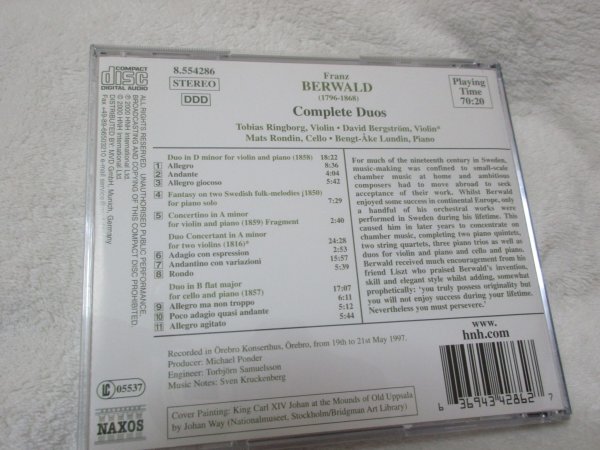 COMPACT
disc
DIGITAL AUDIO
8.554286
STEREO
DDD
Franz
BERWALD
(1796-1868)
Complete Duos
Playing
Time
70:20
Tobias Ringborg, Violin • David Bergström, Violin*
Mats Rondin, Cello • Bengt-Åke Lundin, Piano
Duo in D minor for violin and piano (1858) 18:22
1 Allegro 8:36
2 Andante 4:04
3 Allegro giocoso 5:42
4 Fantasy on two Swedish folk-melodies (1850)
for piano solo 7:29
5 Concertino in A minor
for violin and piano (1859) Fragment 2:40
Duo Concertant in A minor
for two violins (1816)* 24:28
6 Adagio con espression 2:53
7 Andantino con variazioni 15:57
8 Rondo 5:39
Duo in B flat major
for cello and piano (1857) 17:07
9 Allegro ma non troppo 6:11
10 Poco adagio quasi andante 5:12
11 Allegro agitato 5:44
For much of the nineteenth century in Sweden,
music-making was confined to small-scale
chamber music at home and ambitious
composers had to move abroad to seek
acceptance of their work. Whilst Berwald
enjoyed some success in continental Europe, only
a handful of his orchestral works were
performed in Sweden during his lifetime. This
caused him in later years to concentrate on
chamber music, completing two piano quintets,
two string quartets, three piano trios as well as
duos for violin and piano and cello and piano.
Berwald received much encouragement from his
friend Liszt who praised Berwald's invention,
skill and elegant style whilst adding, somewhat
prophetically: 'you truly possess originality but
you will not enjoy success during your lifetime.
Nevertheless you must persevere.'
Recorded in Örebro Konserthus, Örebro, from 19th to 21st May 1997.
Producer: Michael Ponder
Engineer: Torbjörn Samuelsson
Music Notes: Sven Kruckenberg
Cover Painting: King Carl XIV Johan at the Mounds of Old Uppsala
by Johan Way (Nationalmuseet, Stockholm/Bridgman Art Library)
www.
hnh.com
6 36943 42862 7
LC 05537
NAXOS
ALL RIGHTS RESERVED. UNAUTHORISED PUBLIC PERFORMANCE,
BROADCASTING AND COPYING OF THIS COMPACT DISC PROHIBITED.
℗ 2000 HNH International Ltd.
© 2000 HNH International Ltd.
DISTRIBUTED BY: MVD GmbH, Munich, Germany